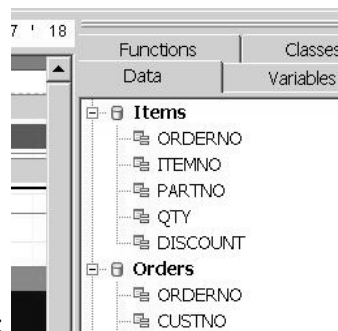 7 ' 18
Functions Classes
Data Variables
Items
ORDERNO
ITEMNO
PARTNO
QTY
DISCOUNT
Orders
ORDERNO
CUSTNO